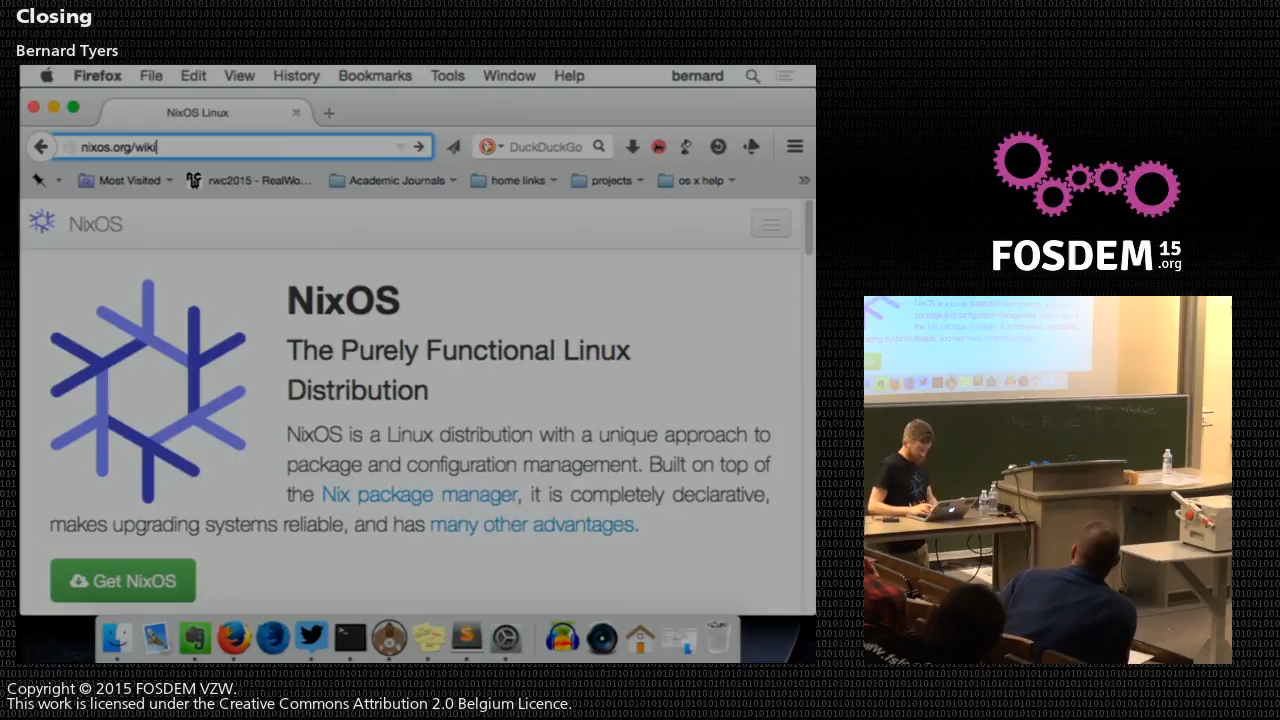 Closing
Bernard Tyers
Firefox File Edit View History Bookmarks Tools Window Help bernard
NixOS Linux
nixos.org/wiki
DuckDuckGo
Most Visited
rwc2015 - RealWo...
Academic Journals
home links
projects
os x help
NixOS
NixOS
The Purely Functional Linux
Distribution
NixOS is a Linux distribution with a unique approach to
package and configuration management. Built on top of
the Nix package manager, it is completely declarative,
makes upgrading systems reliable, and has many other advantages.
Get NixOS
FOSDEM 15
.org
Copyright © 2015 FOSDEM VZW.
This work is licensed under the Creative Commons Attribution 2.0 Belgium Licence.